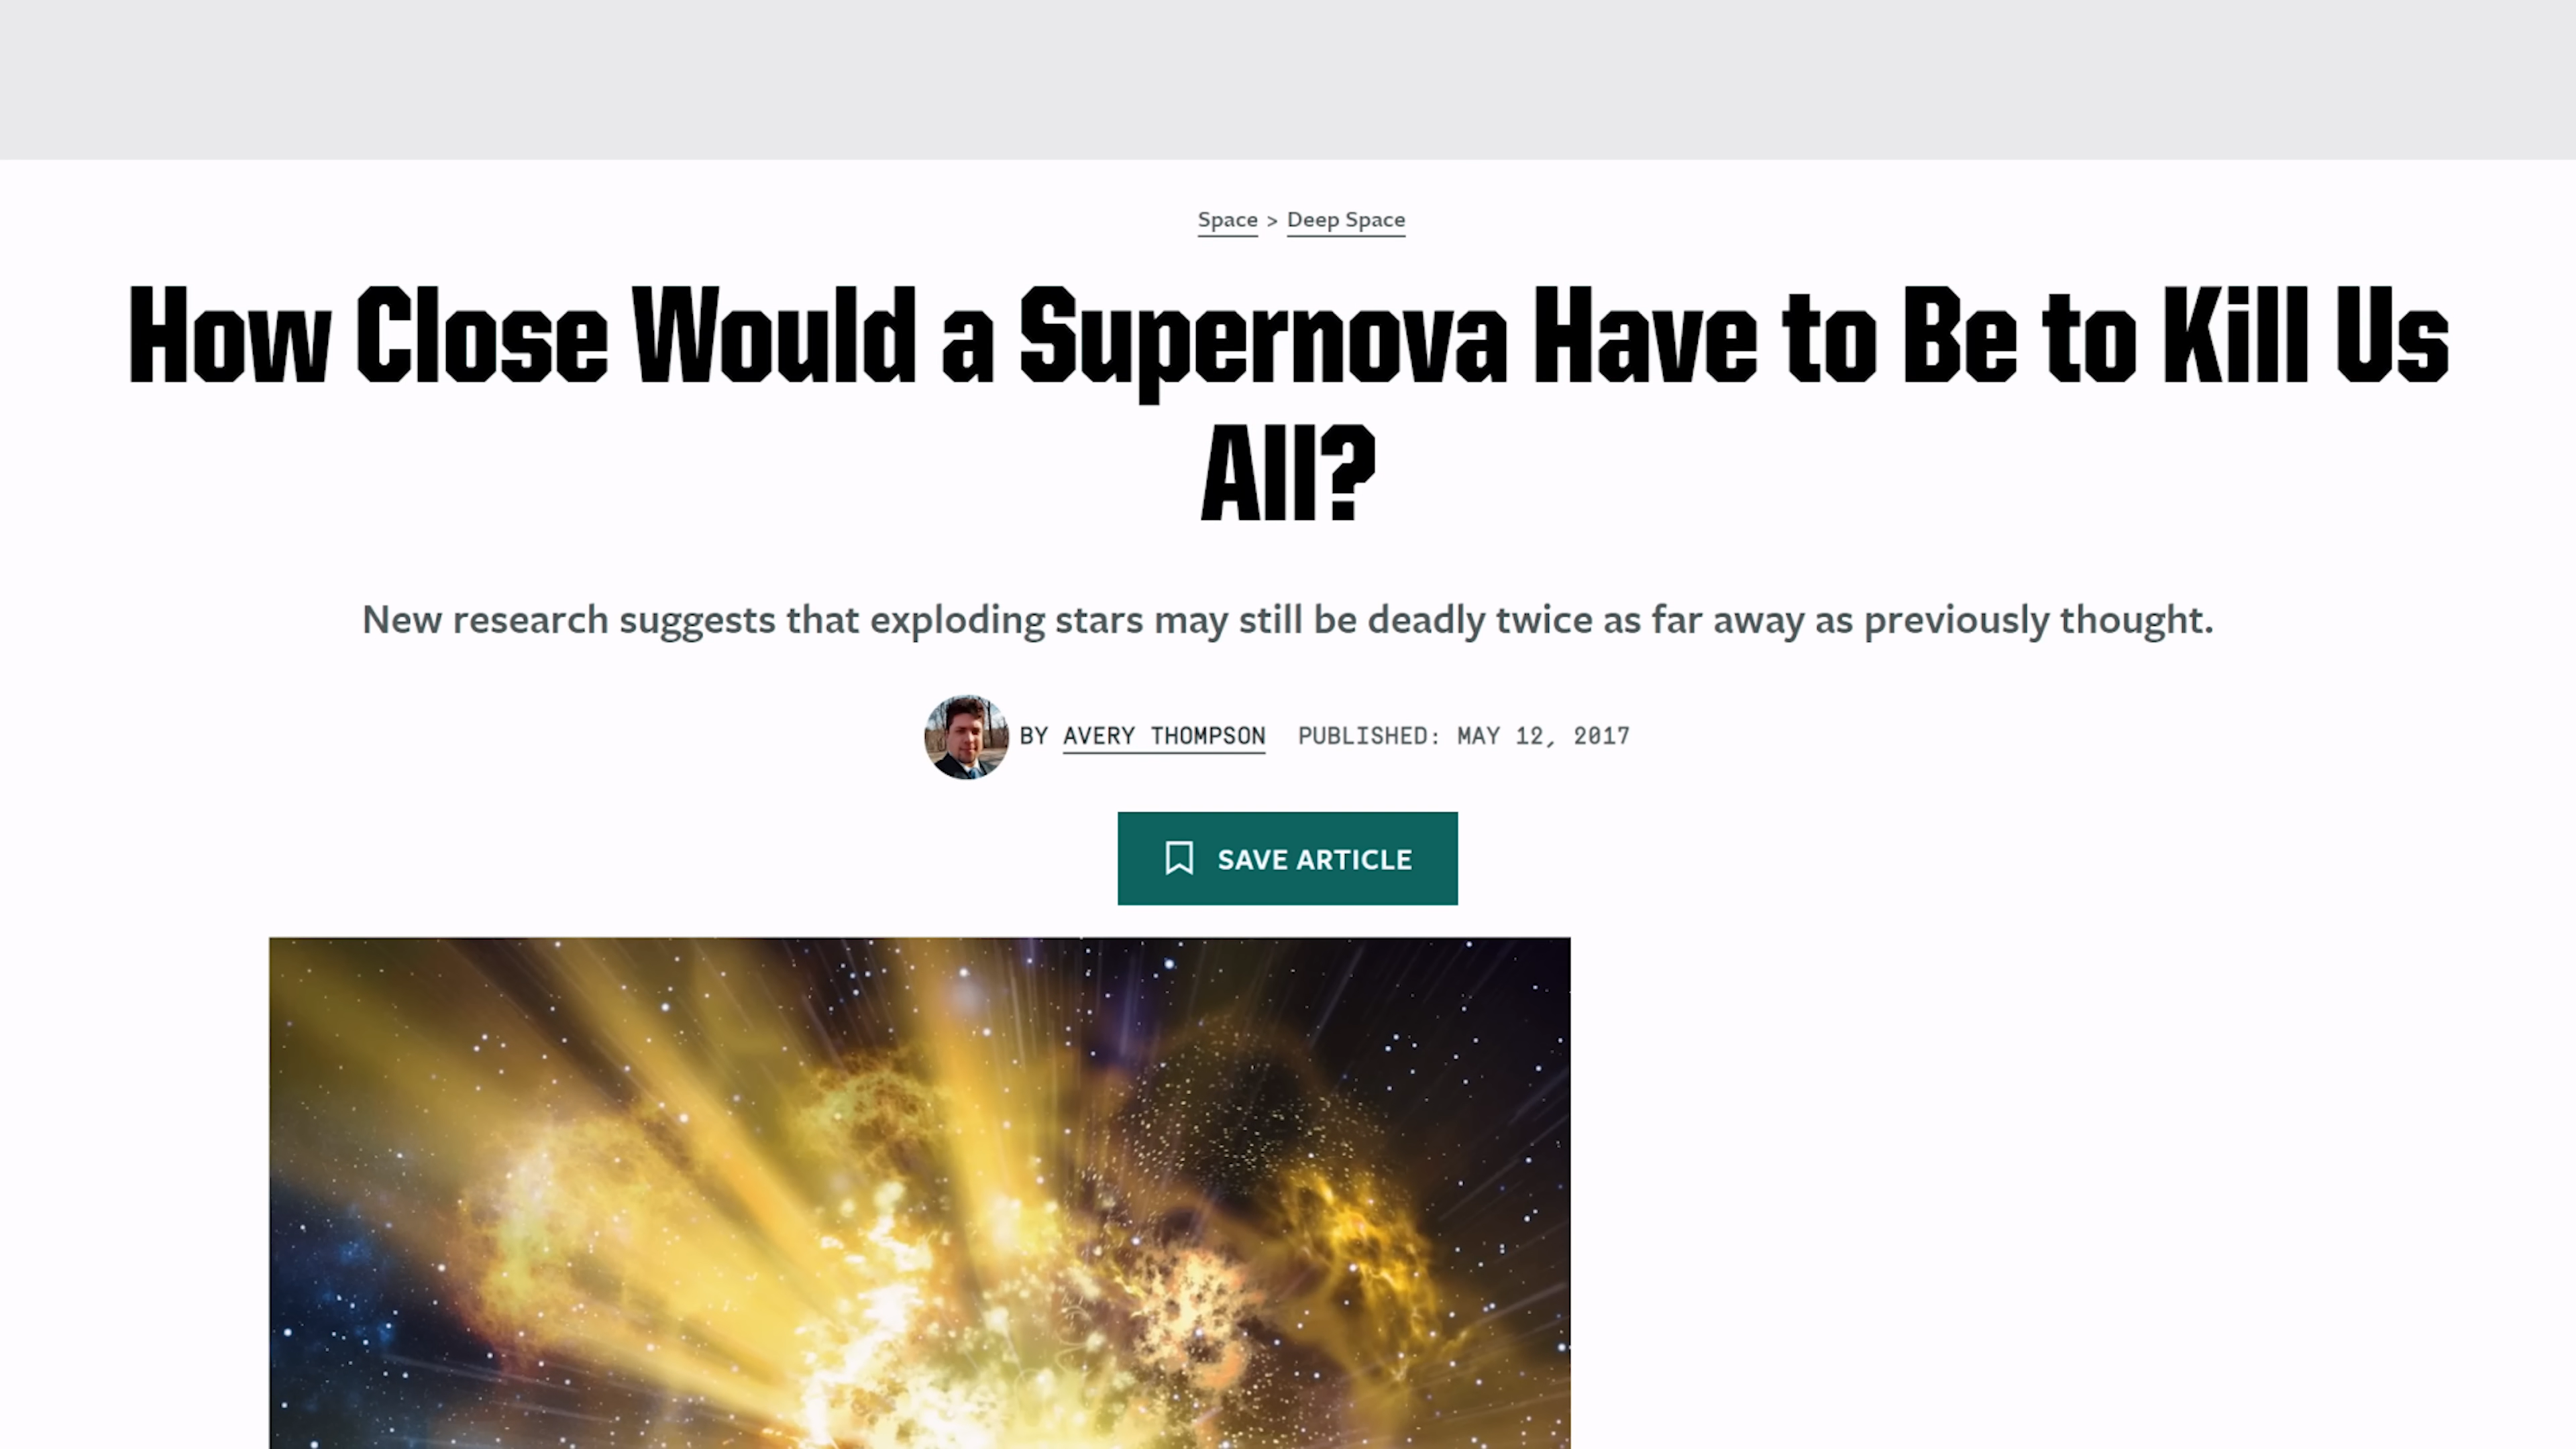 Space > Deep Space
How Close Would a Supernova Have to Be to Kill Us
All?
New research suggests that exploding stars may still be deadly twice as far away as previously thought.
BY AVERY THOMPSON PUBLISHED: MAY 12, 2017
SAVE ARTICLE